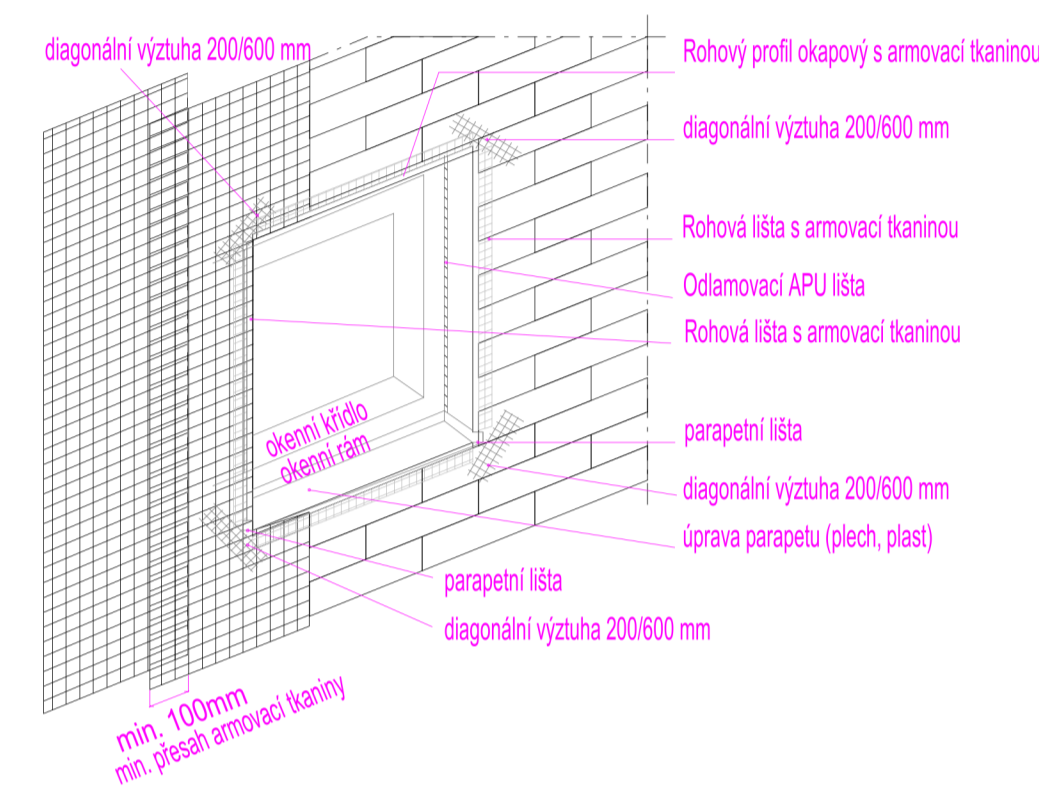 diagonální výztuha 200/600 mm
Rohový profil okapový s armovací tkaninou
diagonální výztuha 200/600 mm
Rohová lišta s armovací tkaninou
Odlamovací APU lišta
Rohová lišta s armovací tkaninou
okenní křídlo
okenní rám
parapetní lišta
diagonální výztuha 200/600 mm
úprava parapetu (plech, plast)
parapetní lišta
diagonální výztuha 200/600 mm
min. 100mm
min. přesah armovací tkaniny